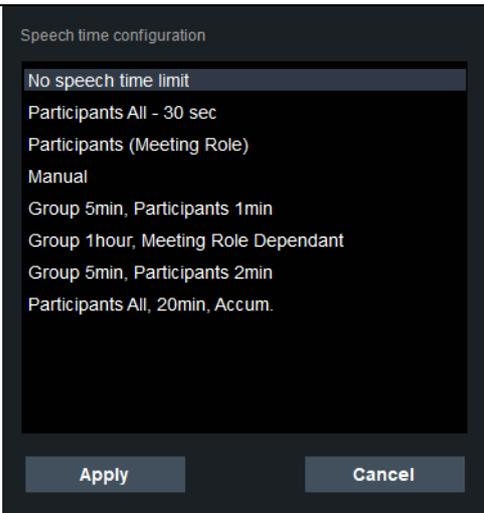 Speech time configuration
No speech time limit
Participants All - 30 sec
Participants (Meeting Role)
Manual
Group 5min, Participants 1min
Group 1hour, Meeting Role Dependant
Group 5min, Participants 2min
Participants All, 20min, Accum.
Apply
Cancel